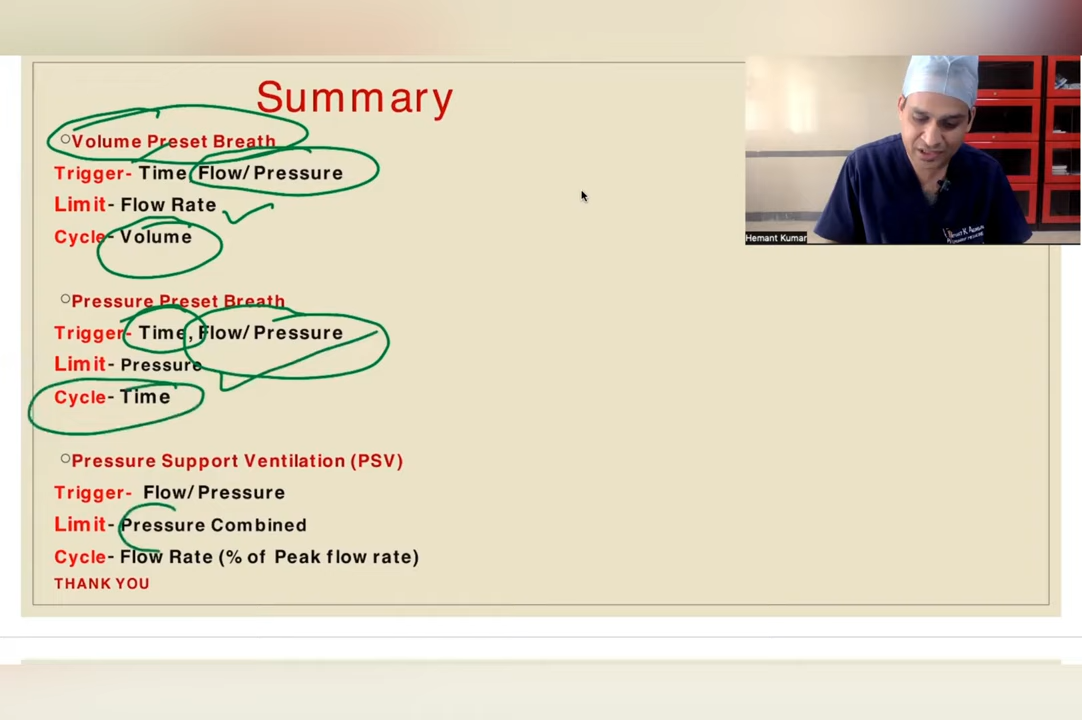 Summary
Volume Preset Breath
Trigger- Time Flow/Pressure
Limit- Flow Rate
Cycle- Volume
Pressure Preset Breath
Trigger- Time, Flow/Pressure
Limit- Pressure
Cycle- Time
Pressure Support Ventilation (PSV)
Trigger- Flow/Pressure
Limit- Pressure Combined
Cycle- Flow Rate (% of Peak flow rate)
THANK YOU
Hemant Kumar